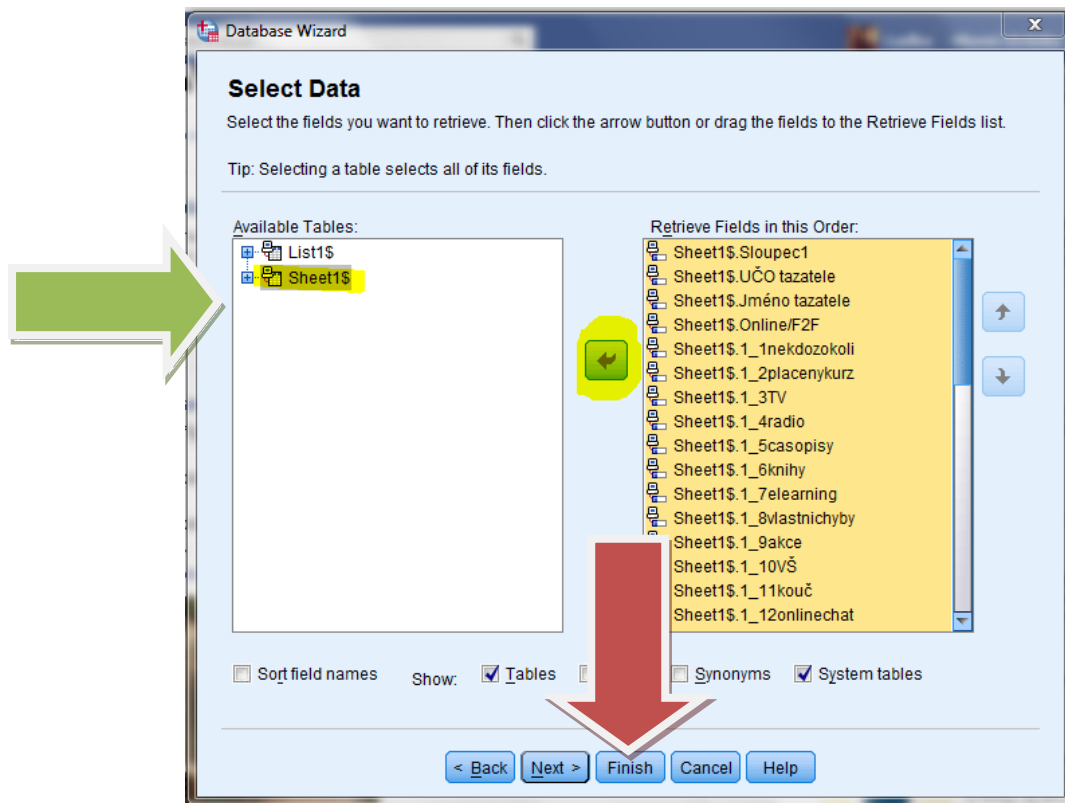 Database Wizard
Select Data
Select the fields you want to retrieve. Then click the arrow button or drag the fields to the Retrieve Fields list.
Tip: Selecting a table selects all of its fields.
Available Tables:
List1$
Sheet1$
Retrieve Fields in this Order:
Sheet1$.Sloupec1
Sheet1$.UČO tazatele
Sheet1$.Jméno tazatele
Sheet1$.Online/F2F
Sheet1$.1_1nekdozokoli
Sheet1$.1_2placenykurz
Sheet1$.1_3TV
Sheet1$.1_4radio
Sheet1$.1_5casopisy
Sheet1$.1_6knihy
Sheet1$.1_7elearning
Sheet1$.1_8vlastnichyby
Sheet1$.1_9akce
Sheet1$.1_10VŠ
Sheet1$.1_11kouč
Sheet1$.1_12onlinechat
Sort field names Show: Tables Synonyms System tables
< Back Next > Finish Cancel Help